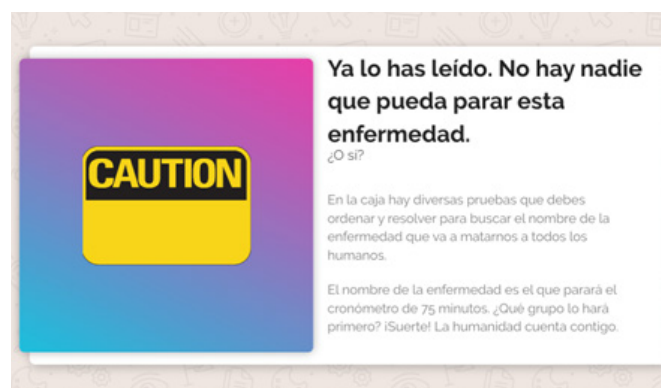 CAUTION
Ya lo has leído. No hay nadie
que pueda parar esta
enfermedad.
¿O sí?
En la caja hay diversas pruebas que debes
ordenar y resolver para buscar el nombre de la
enfermedad que va a matarnos a todos los
humanos.
El nombre de la enfermedad es el que parará el
cronómetro de 75 minutos. ¿Qué grupo lo hará
primero? ¡Suerte! La humanidad cuenta contigo.